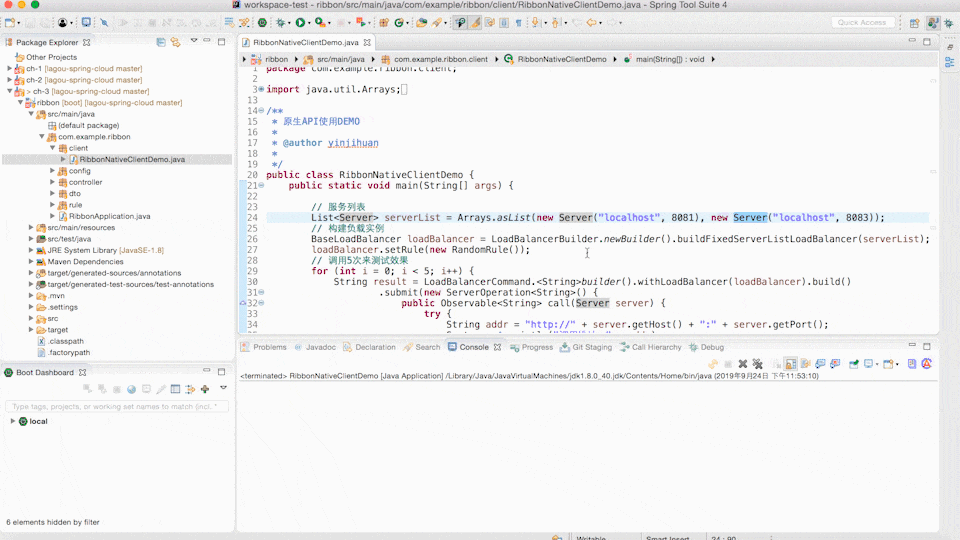 workspace-test - ribbon/src/main/java/com/example/ribbon/client/RibbonNativeClientDemo.java - Spring Tool Suite 4
Quick Access
Package Explorer
Other Projects
ch-1 [lagou-spring-cloud master]
ch-2 [lagou-spring-cloud master]
> ch-3 [lagou-spring-cloud master]
ribbon [boot] [lagou-spring-cloud master]
src/main/java
(default package)
com.example.ribbon
client
RibbonNativeClientDemo.java
config
controller
dto
rule
RibbonApplication.java
src/main/resources
src/test/java
JRE System Library [JavaSE-1.8]
Maven Dependencies
target/generated-sources/annotations
target/generated-test-sources/test-annotations
.mvn
.settings
src
target
.classpath
.factorypath
Boot Dashboard
Type tags, projects, or working set names to match (incl. *
local
6 elements hidden by filter
RibbonNativeClientDemo.java
ribbon
src/main/java
com.example.ribbon.client
RibbonNativeClientDemo
main(String[]) : void
1 package com.example.ribbon.client;
2
3 import java.util.Arrays;
13
14 /**
15 * 原生API使用DEMO
16 *
17 * @author yinjihuan
18 *
19 */
20 public class RibbonNativeClientDemo {
21 public static void main(String[] args) {
22
23 // 服务列表
24 List<Server> serverList = Arrays.asList(new Server("localhost", 8081), new Server("localhost", 8083));
25 // 构建负载实例
26 BaseLoadBalancer loadBalancer = LoadBalancerBuilder.newBuilder().buildFixedServerListLoadBalancer(serverList);
27 loadBalancer.setRule(new RandomRule());
28 // 调用5次来测试效果
29 for (int i = 0; i < 5; i++) {
30 String result = LoadBalancerCommand.<String>builder().withLoadBalancer(loadBalancer).build()
31 .submit(new ServerOperation<String>() {
32 public Observable<String> call(Server server) {
33 try {
34 String addr = "http://" + server.getHost() + ":" + server.getPort();
Problems
Javadoc
Declaration
Search
Console
Progress
Git Staging
Call Hierarchy
Debug
<terminated> RibbonNativeClientDemo [Java Application] /Library/Java/JavaVirtualMachines/jdk1.8.0_40.jdk/Contents/Home/bin/java (2019年9月24日 下午11:53:10)
Writable
Smart Insert
24 : 90